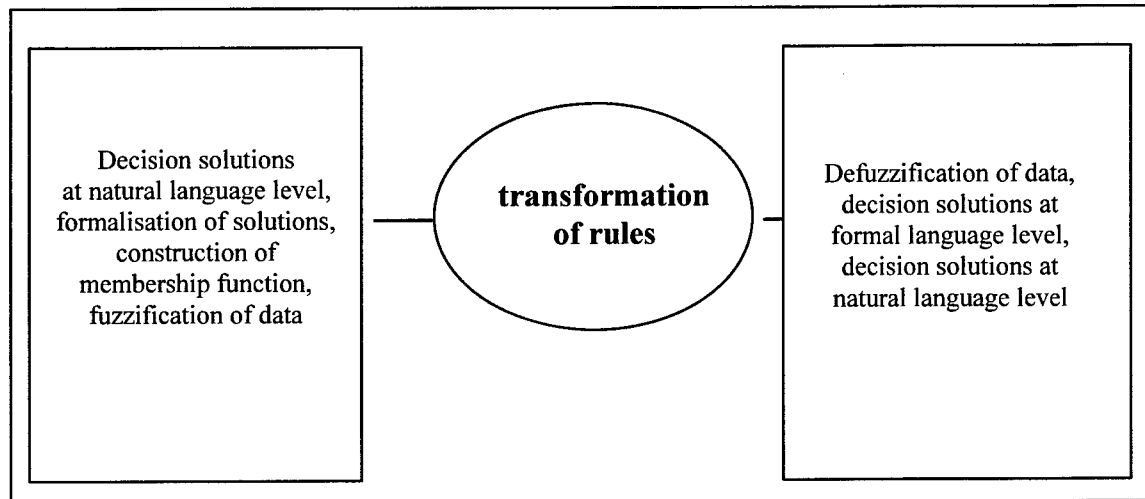 Decision solutions
at natural language level,
formalisation of solutions,
construction of
membership function,
fuzzification of data
transformation
of rules
Defuzzification of data,
decision solutions at
formal language level,
decision solutions at
natural language level